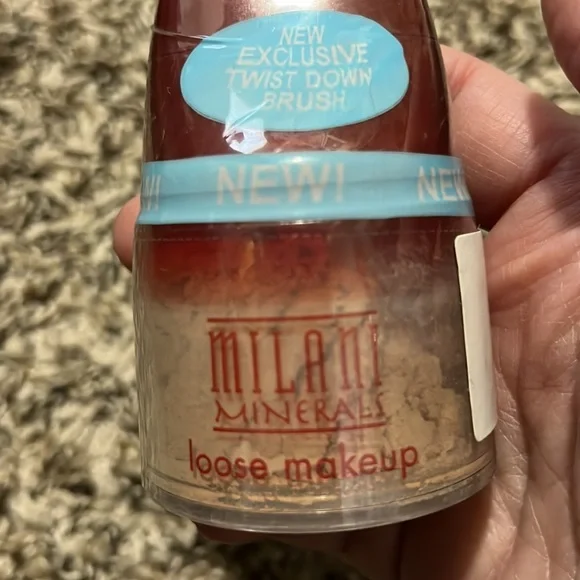 NEW
EXCLUSIVE
TWIST DOWN
BRUSH
NEW! NEW
MILANI
MINERALS
loose makeup